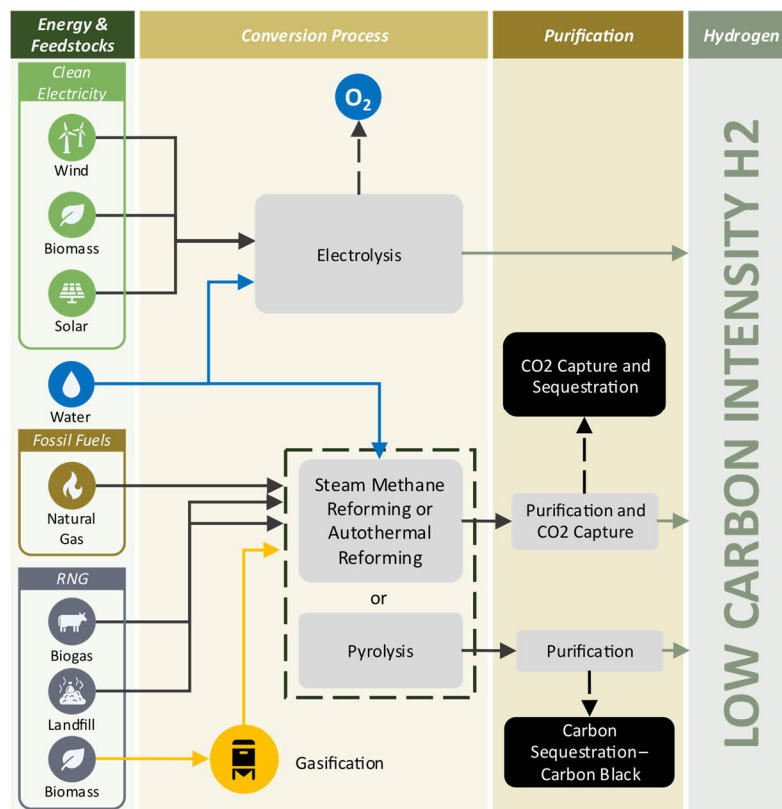 Energy &
Feedstocks
Conversion Process
Purification
Hydrogen
Clean
Electricity
Wind
Biomass
Solar
Water
Fossil Fuels
Natural
Gas
RNG
Biogas
Landfill
Biomass
O₂
Electrolysis
Steam Methane
Reforming or
Autothermal
Reforming
or
Pyrolysis
Gasification
CO2 Capture and
Sequestration
Purification and
CO2 Capture
Purification
Carbon
Sequestration–
Carbon Black
LOW CARBON INTENSITY H2